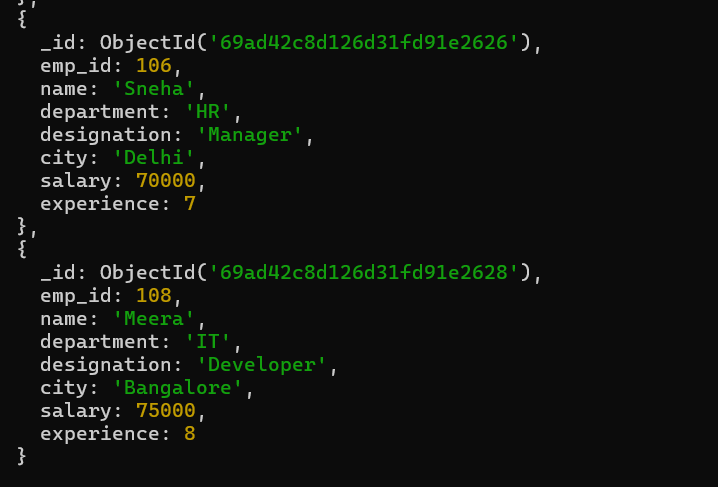 },
{
  _id: ObjectId('69ad42c8d126d31fd91e2626'),
  emp_id: 106,
  name: 'Sneha',
  department: 'HR',
  designation: 'Manager',
  city: 'Delhi',
  salary: 70000,
  experience: 7
},
{
  _id: ObjectId('69ad42c8d126d31fd91e2628'),
  emp_id: 108,
  name: 'Meera',
  department: 'IT',
  designation: 'Developer',
  city: 'Bangalore',
  salary: 75000,
  experience: 8
}